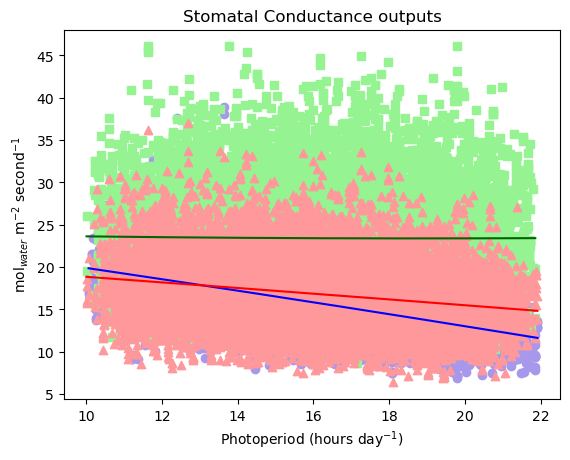 Stomatal Conductance outputs
45
40
35
30
25
20
15
10
5
mol_{water} m^{−2} second^{−1}
10 12 14 16 18 20 22
Photoperiod (hours day^{−1})